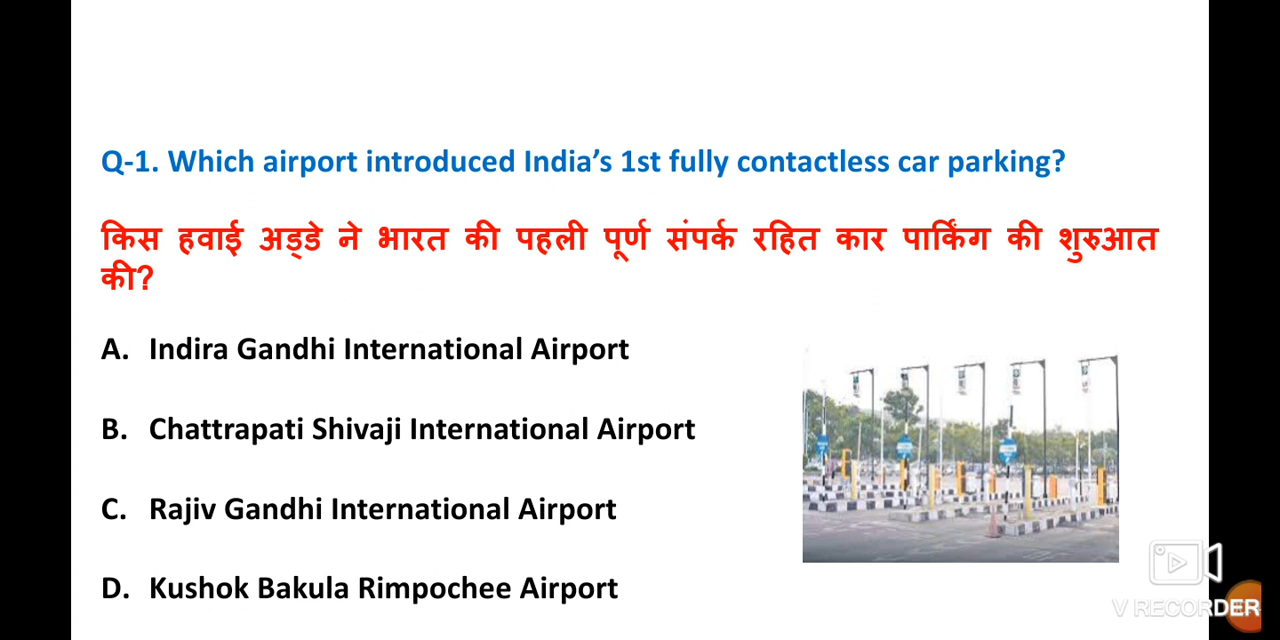 Q-1. Which airport introduced India’s 1st fully contactless car parking?
किस हवाई अड्डे ने भारत की पहली पूर्ण संपर्क रहित कार पार्किंग की शुरुआत
की?
A. Indira Gandhi International Airport
B. Chattrapati Shivaji International Airport
C. Rajiv Gandhi International Airport
D. Kushok Bakula Rimpochee Airport
V RECORDER